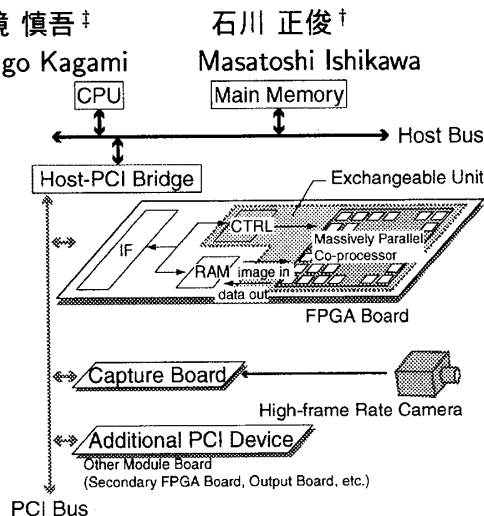 鏡 慎吾‡ 石川 正俊†
go Kagami Masatoshi Ishikawa
CPU Main Memory
Host Bus
Host-PCI Bridge
Exchangeable Unit
CTRL
IF
Massively Parallel
Co-processor
RAM image in
data out
FPGA Board
Capture Board
High-frame Rate Camera
Additional PCI Device
Other Module Board
(Secondary FPGA Board, Output Board, etc.)
PCI Bus